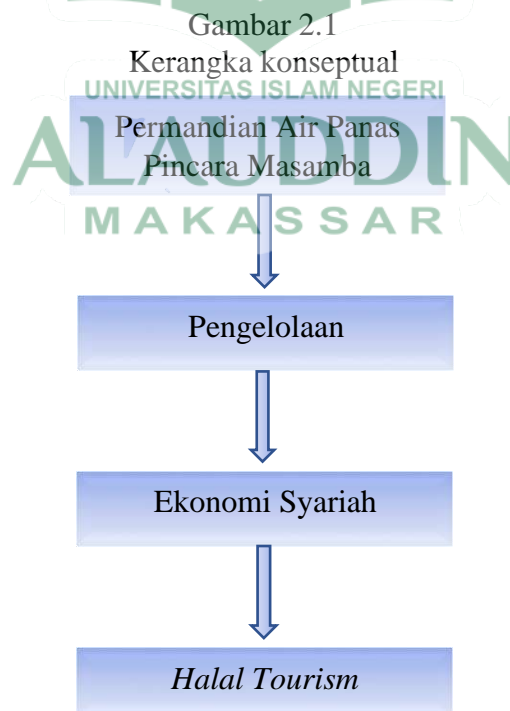 Gambar 2.1
Kerangka konseptual
UNIVERSITAS ISLAM NEGERI
Permandian Air Panas
ALAUDDIN
Pincara Masamba
MAKASSAR
Pengelolaan
Ekonomi Syariah
Halal Tourism